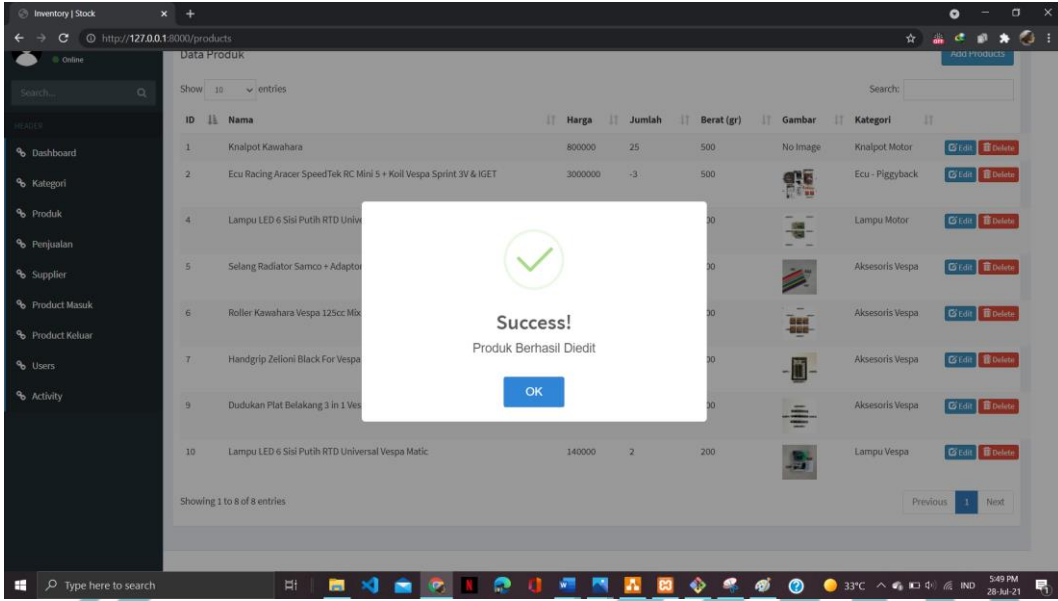 Inventory | Stock
http://127.0.0.1:8000/products
OFF
Online
Data Produk
Add Products
Search...
Show 10 entries
Search:
HEADER
ID Nama Harga Jumlah Berat (gr) Gambar Kategori
Dashboard
Kategori
Produk
Penjualan
Supplier
Product Masuk
Product Keluar
Users
Activity
1 Knalpot Kawahara 800000 25 500 No Image Knalpot Motor Edit Delete
2 Ecu Racing Aracer SpeedTek RC Mini 5 + Koil Vespa Sprint 3V & IGET 3000000 -3 500 Ecu - Piggyback Edit Delete
4 Lampu LED 6 Sisi Putih RTD Unive 00 Lampu Motor Edit Delete
5 Selang Radiator Samco + Adaptor 00 Aksesoris Vespa Edit Delete
6 Roller Kawahara Vespa 125cc Mix 00 Aksesoris Vespa Edit Delete
7 Handgrip Zelioni Black For Vespa 00 Aksesoris Vespa Edit Delete
9 Dudukan Plat Belakang 3 in 1 Ves 00 Aksesoris Vespa Edit Delete
10 Lampu LED 6 Sisi Putih RTD Universal Vespa Matic 140000 2 200 Lampu Vespa Edit Delete
Success!
Produk Berhasil Diedit
OK
Showing 1 to 8 of 8 entries
Previous 1 Next
Type here to search
33°C
IND
5:49 PM
28-Jul-21